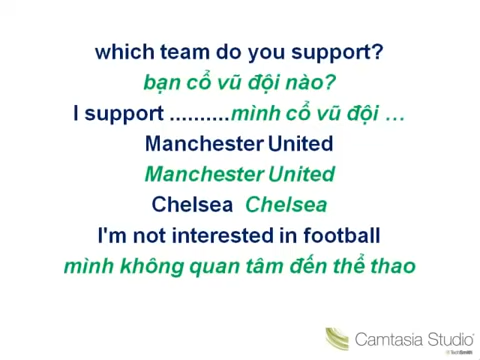 which team do you support?
bạn cổ vũ đội nào?
I support ..........mình cổ vũ đội …
Manchester United
Manchester United
Chelsea Chelsea
I'm not interested in football
mình không quan tâm đến thể thao
Camtasia Studio
TechSmith